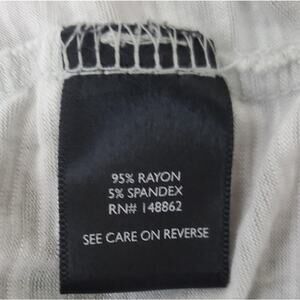 95% RAYON
5% SPANDEX
RN# 148862
SEE CARE ON REVERSE